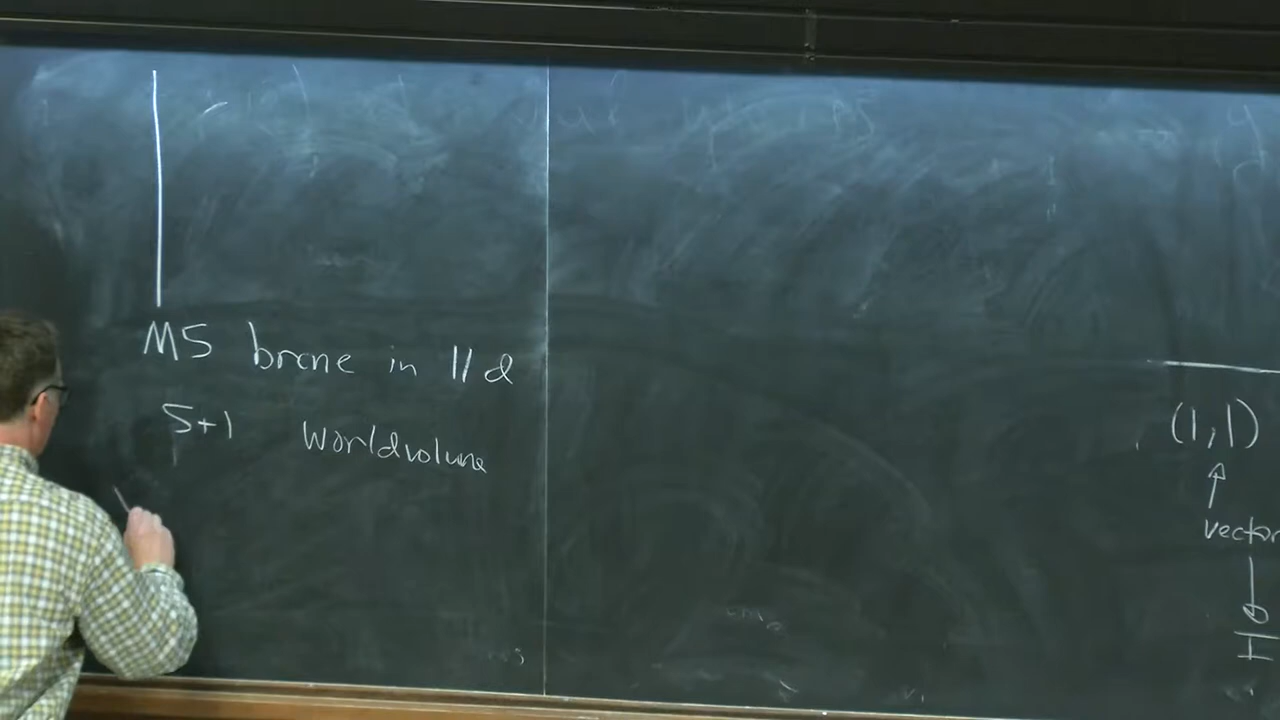 M5 brane in 11d
5+1 Worldvolume
(1,1)
vector
I